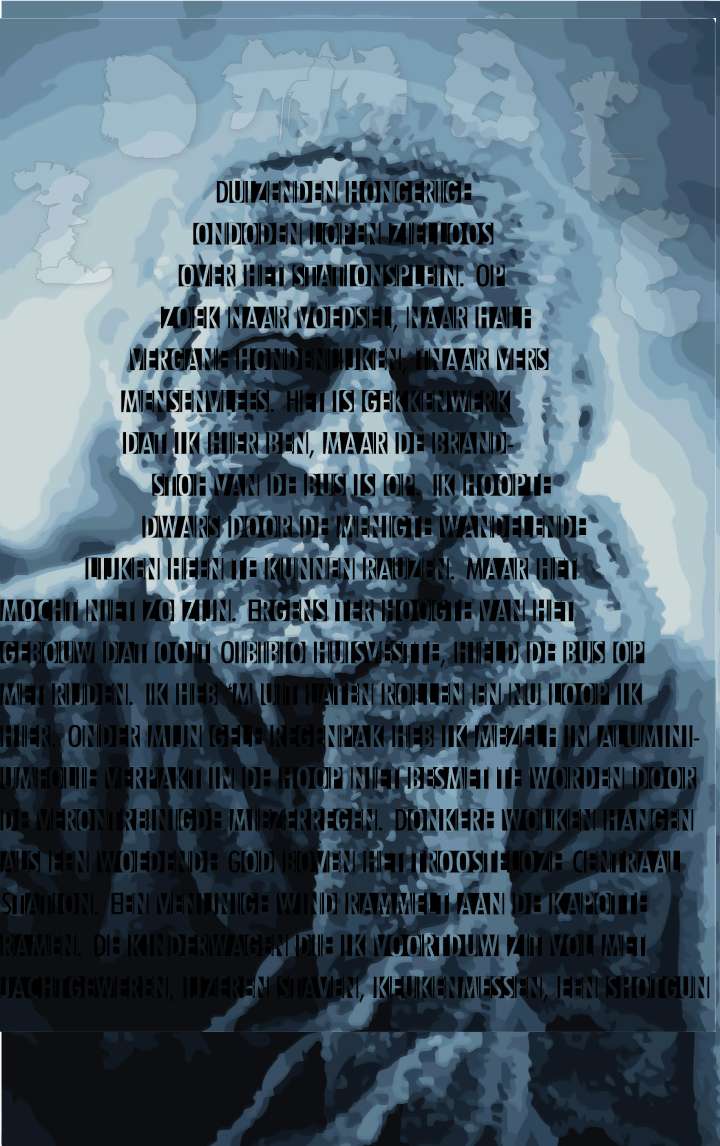 DUIZENDEN HONGERIGE
ONDODEN LOPEN ZIELLOOS
OVER HET STATIONSPLEIN. OP
ZOEK NAAR VOEDSEL, NAAR HALF
VERGANE HONDENLIJKEN, NAAR VERS
MENSENVLEES. HET IS GEKKENWERK
DAT IK HIER BEN, MAAR DE BRAND-
STOF VAN DE BUS IS OP. IK HOOPTE
DWARS DOOR DE MENIGTE WANDELENDE
LIJKEN HEEN TE KUNNEN RAUZEN. MAAR HET
MOCHT NIET ZO ZIJN. ERGENS TER HOOGTE VAN HET
GEBOUW DAT OOIT OIBIBIO HUISVESTTE, HIELD DE BUS OP
MET RIJDEN. IK HEB 'M UIT LATEN ROLLEN EN NU LOOP IK
HIER. ONDER MIJN GELE REGENPAK HEB IK MEZELF IN ALUMINI-
UMFOLIE VERPAKT IN DE HOOP NIET BESMET TE WORDEN DOOR
DE VERONTREINIGDE MIEZERREGEN. DONKERE WOLKEN HANGEN
ALS EEN WOEDENDE GOD BOVEN HET TROOSTELOZE CENTRAAL
STATION. EEN VENIJNIGE WIND RAMMELT AAN DE KAPOTTE
RAMEN. DE KINDERWAGEN DIE IK VOORTDUW ZIT VOL MET
JACHTGEWEREN, IJZEREN STAVEN, KEUKENMESSEN, EEN SHOTGUN